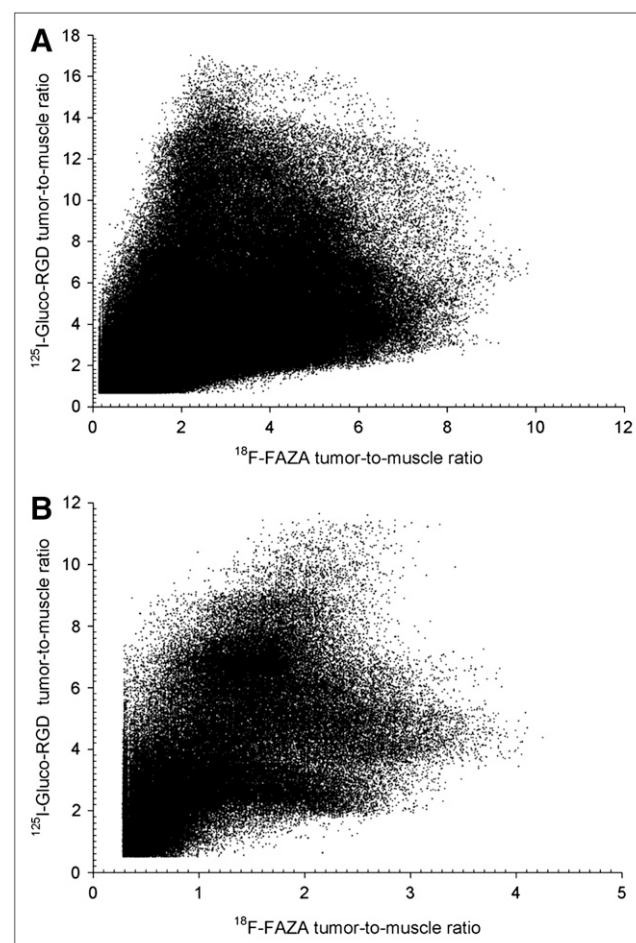 A
18
16
14
12
10
8
6
4
2
0
¹²⁵I-Gluco-RGD tumor-to-muscle ratio
0 2 4 6 8 10 12
¹⁸F-FAZA tumor-to-muscle ratio
B
12
10
8
6
4
2
0
¹²⁵I-Gluco-RGD tumor-to-muscle ratio
0 1 2 3 4 5
¹⁸F-FAZA tumor-to-muscle ratio